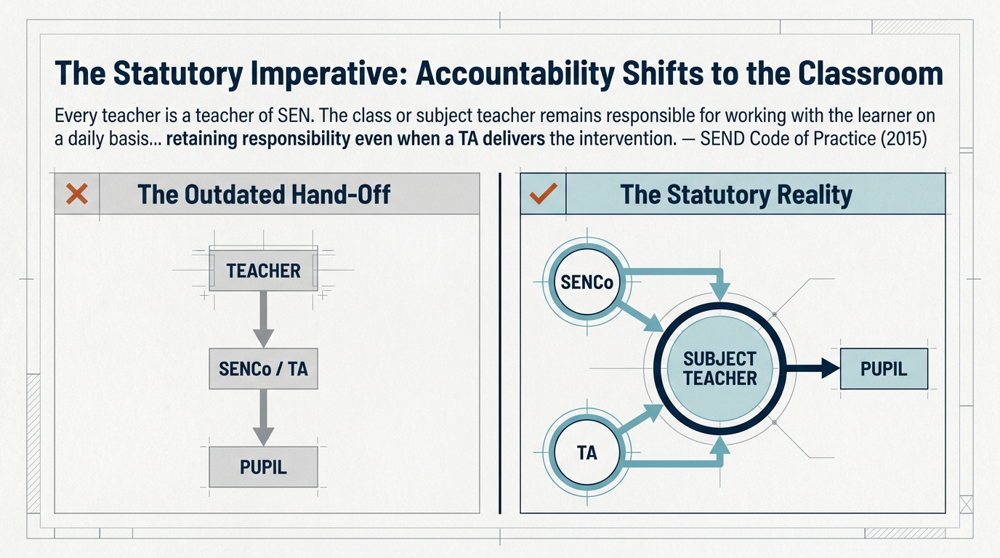 The Statutory Imperative: Accountability Shifts to the Classroom
Every teacher is a teacher of SEN. The class or subject teacher remains responsible for working with the learner on
a daily basis... retaining responsibility even when a TA delivers the intervention. — SEND Code of Practice (2015)
The Outdated Hand-Off
TEACHER
SENCo / TA
PUPIL
The Statutory Reality
SENCo
SUBJECT
TEACHER
PUPIL
TA